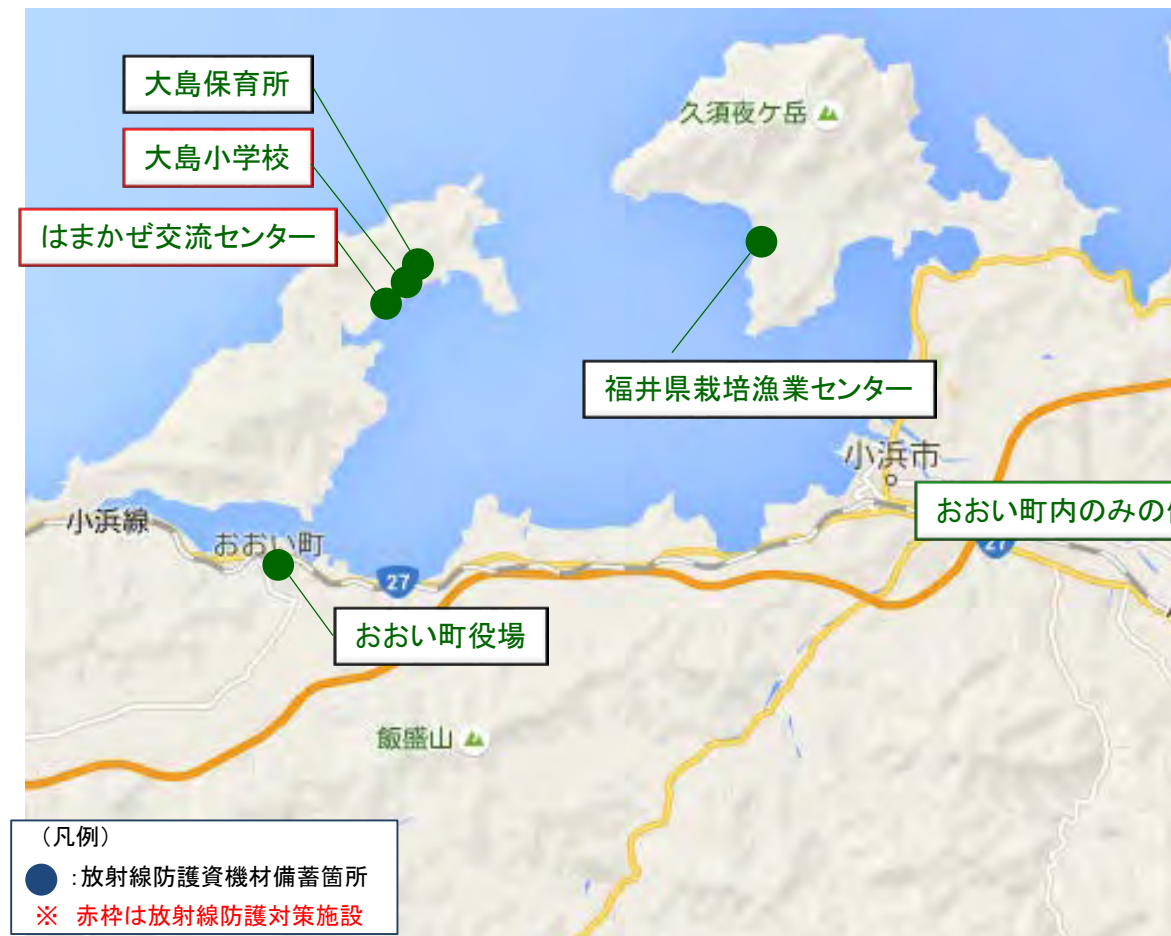 大島保育所
久須夜ケ岳
大島小学校
はまかぜ交流センター
福井県栽培漁業センター
小浜市
おおい町内のみの
小浜線
おおい町
27
27
おおい町役場
飯盛山
（凡例）
：放射線防護資機材備蓄箇所
※ 赤枠は放射線防護対策施設